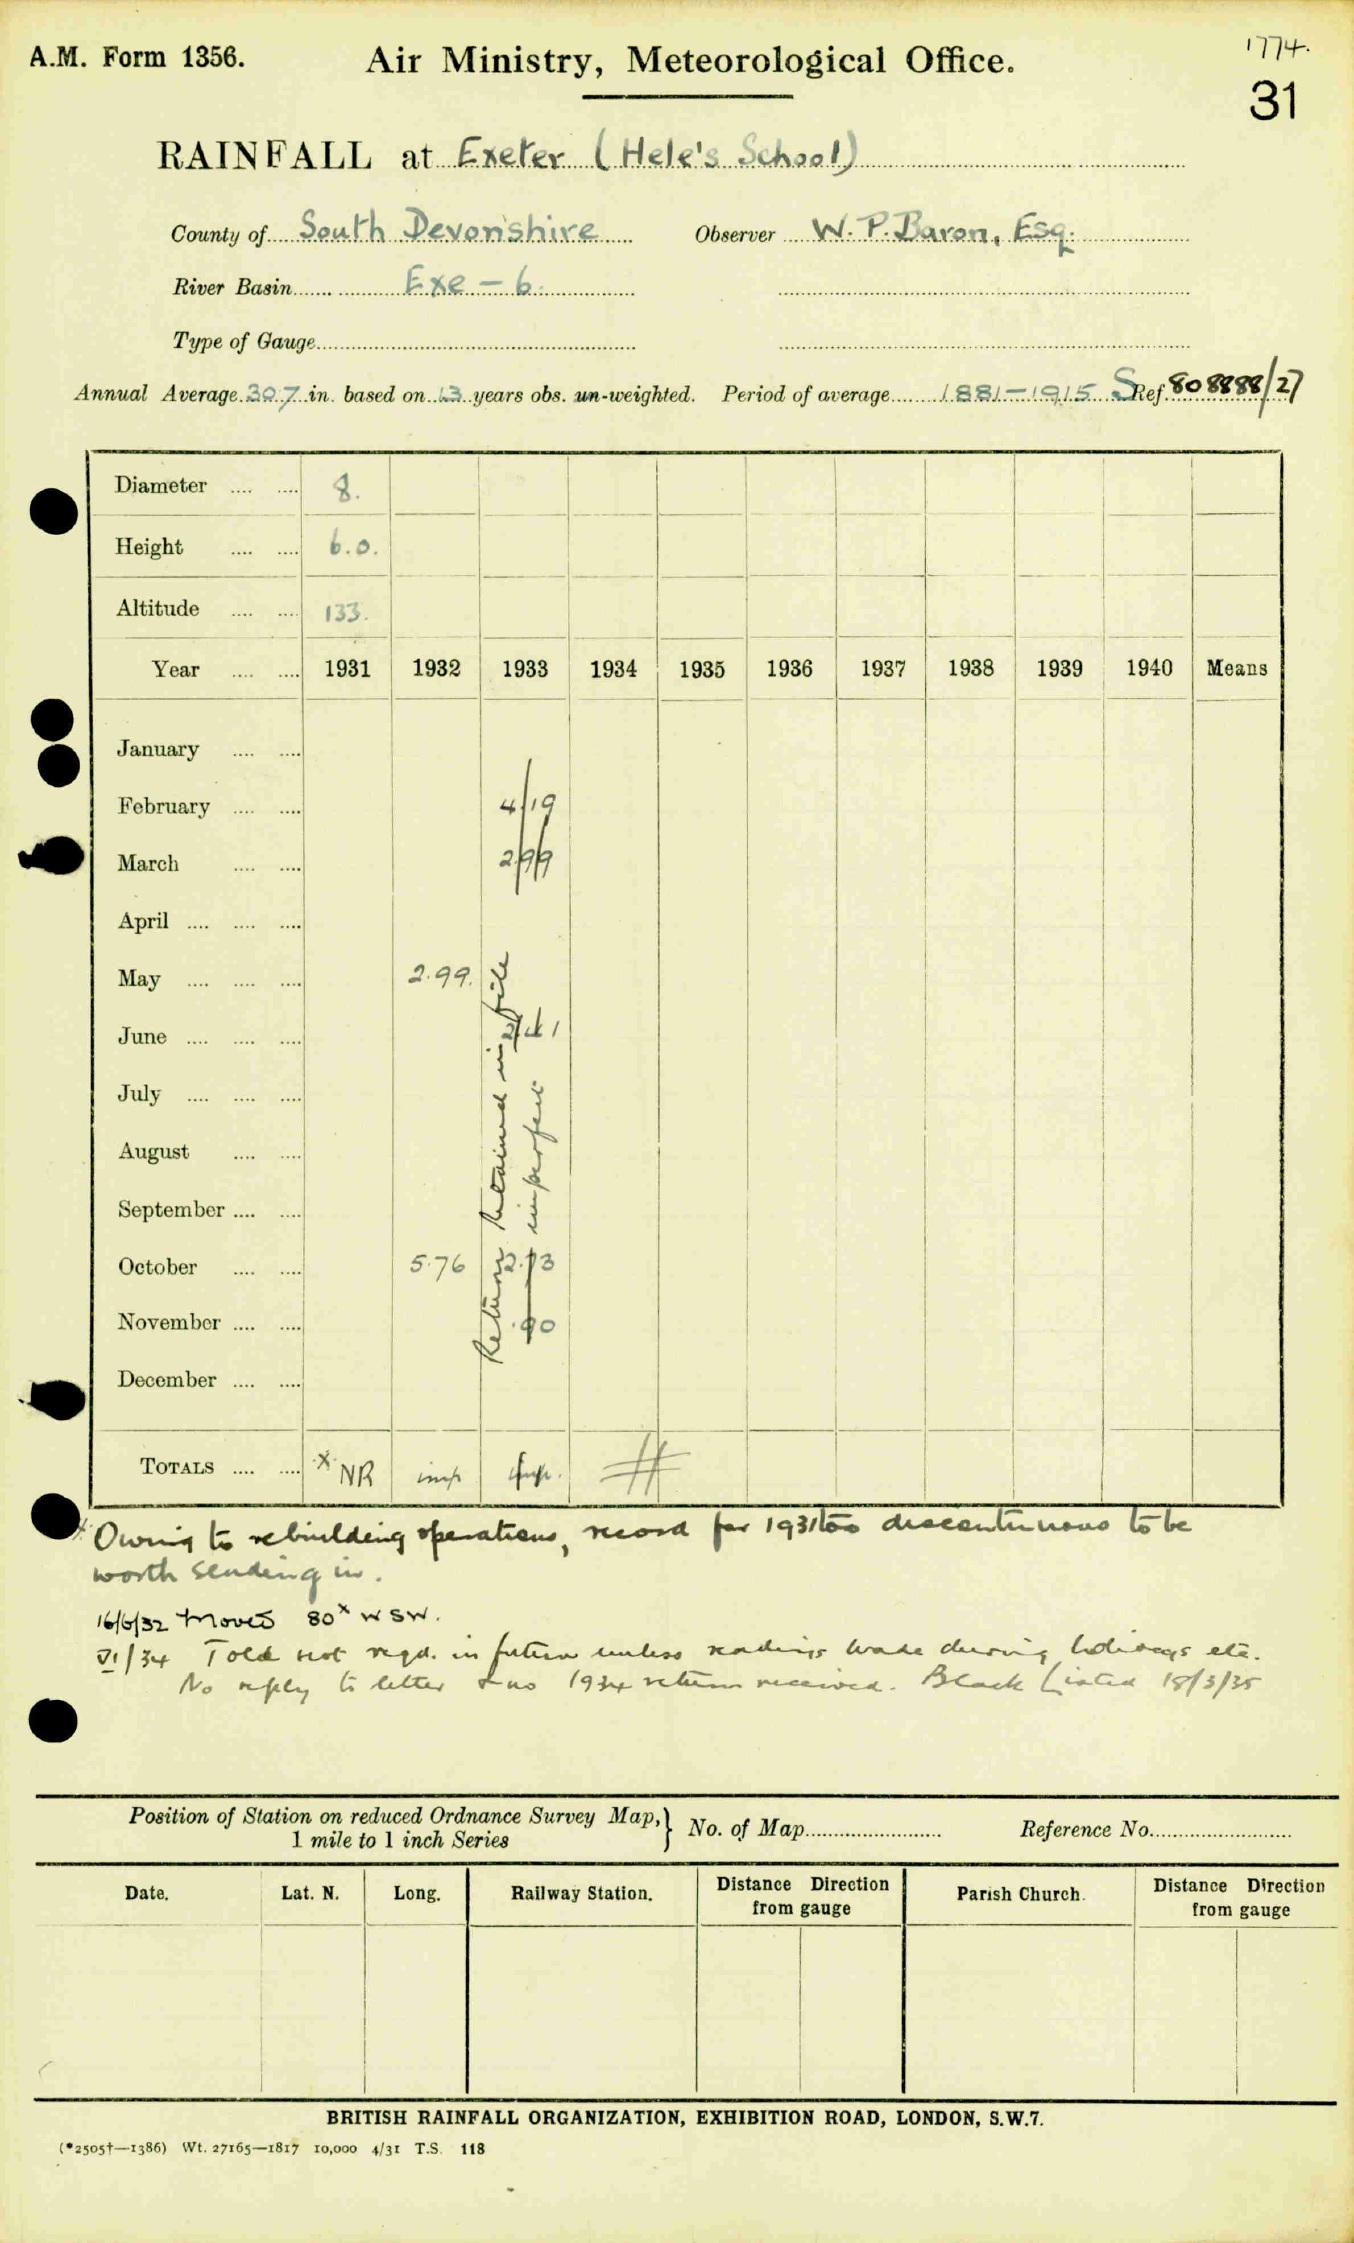 A.M. Form 1356.
Air Ministry, Meteorological Office.
1774.
31
RAINFALL at Exeter (Hele's School)
County of South Devonshire Observer W. P. Baron, Esq.
River Basin Exe - 6.
Type of Gauge
Annual Average 30.7 in. based on 13 years obs. un-weighted. Period of average 1881-1915 S Ref. 808888/27
Diameter .... .... 8.
Height .... .... 6.0.
Altitude .... .... 133.
Year .... .... 1931 1932 1933 1934 1935 1936 1937 1938 1939 1940 Means
January .... ....
February .... .... 4.19
March .... .... 2.99
April .... .... ....
May .... .... .... 2.99.
June .... .... .... 2.41
July .... .... ....
August .... ....
September .... ....
October .... .... 5.76 2.73
November .... .... .90
December .... ....
Return retained in file
imperfect
TOTALS .... .... x NR imp imp.
x Owing to rebuilding operations, record for 1931 too discontinuous to be
worth sending in.
16/6/32 Moved 80x WSW.
VI/34 Told not reqd. in future unless readings made during holidays etc.
No reply to letter & no 1934 return received. Black Listed 18/3/35
Position of Station on reduced Ordnance Survey Map,
1 mile to 1 inch Series } No. of Map Reference No.
Date. Lat. N. Long. Railway Station. Distance Direction from gauge Parish Church. Distance Direction from gauge
BRITISH RAINFALL ORGANIZATION, EXHIBITION ROAD, LONDON, S.W.7.
(*2505†—1386) Wt. 27165—1817 10,000 4/31 T.S. 118